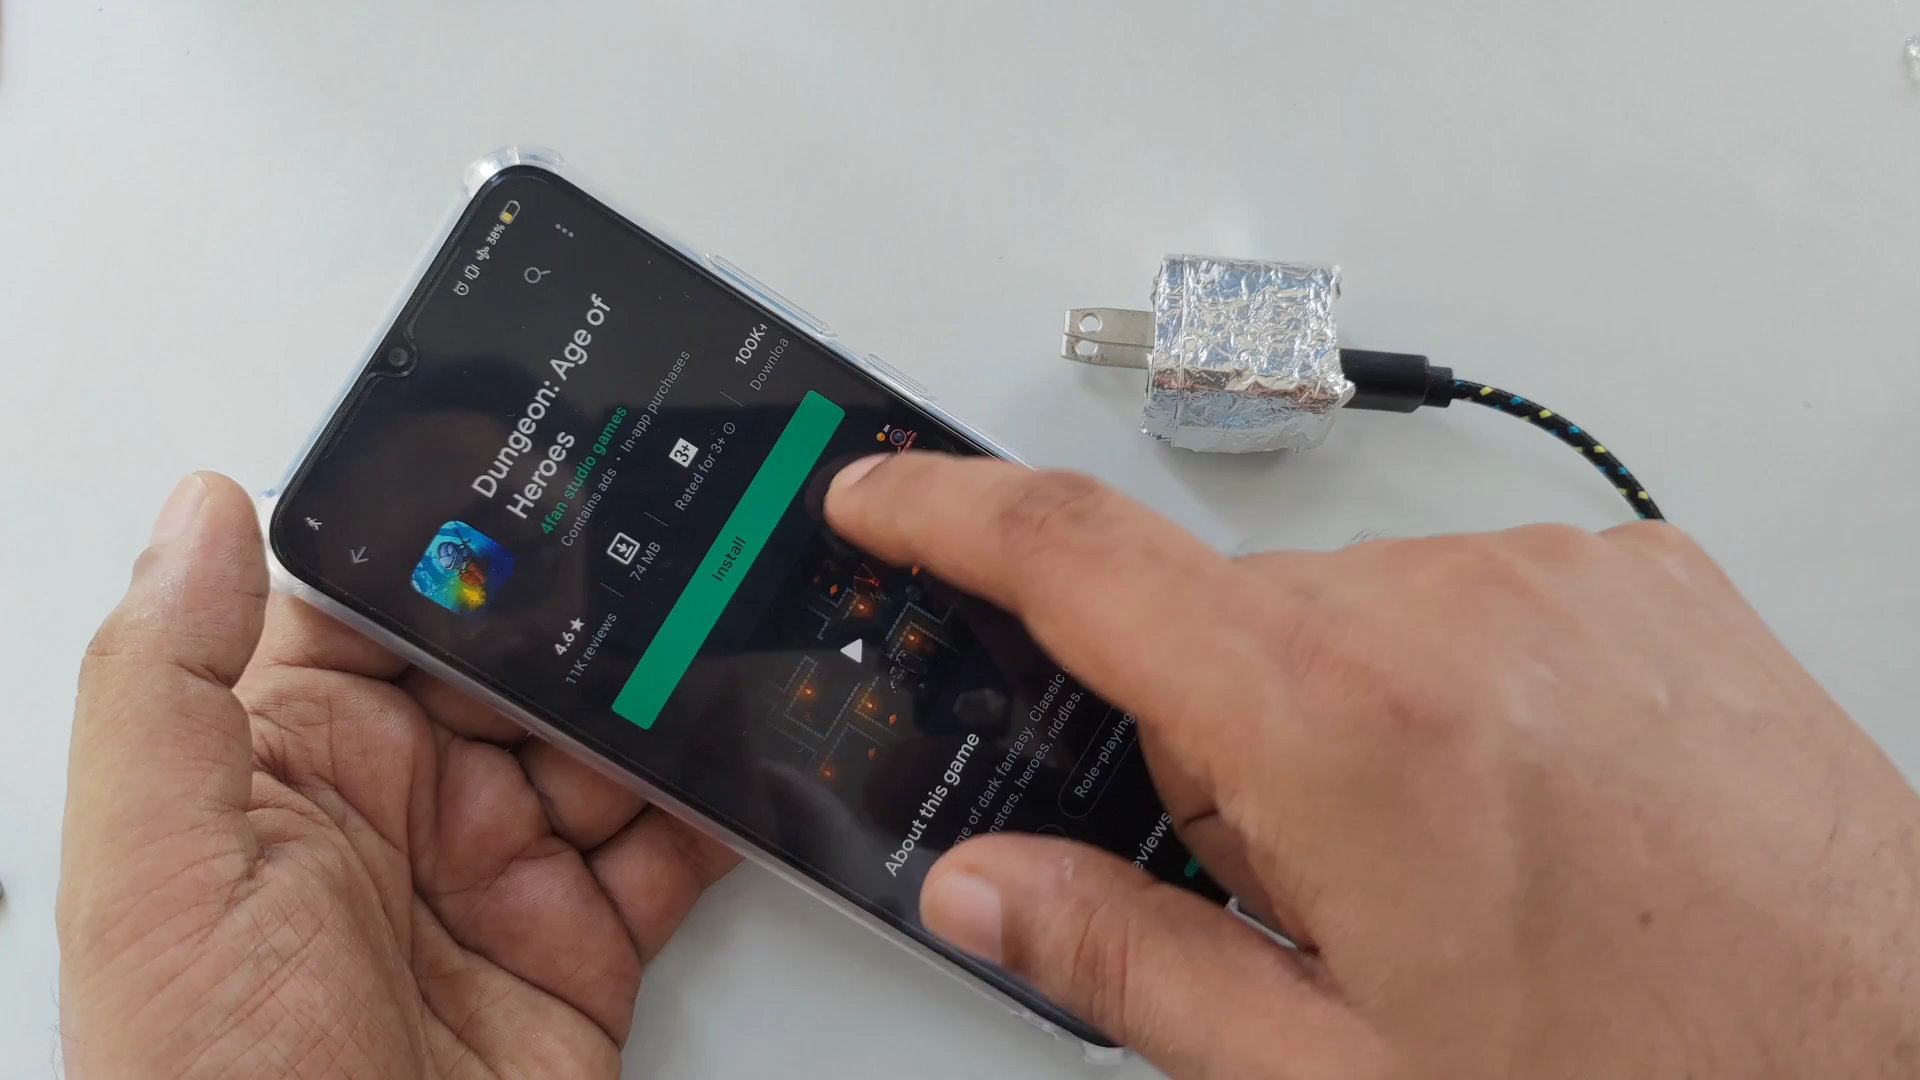 38%
Dungeon: Age of
Heroes
4fan studio games
Contains ads • In-app purchases
4.6★
11K reviews
74 MB
3+
Rated for 3+
100K+
Downloa
Install
About this game
of dark fantasy. Classic
heroes, riddles.
Role-playing
eviews